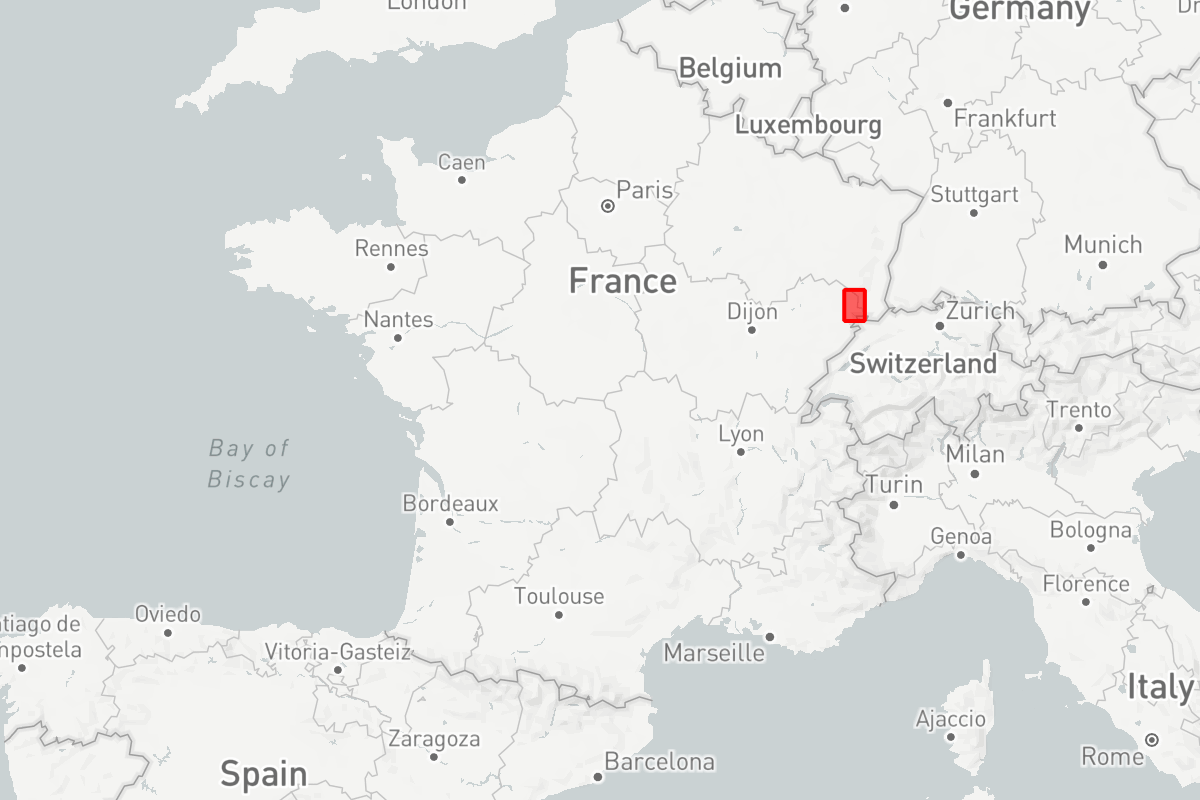 London
Germany
Dr
Belgium
Luxembourg
Frankfurt
Caen
Paris
Stuttgart
Rennes
Munich
France
Nantes
Dijon
Zurich
Switzerland
Trento
Bay of
Biscay
Lyon
Milan
Turin
Bordeaux
Genoa
Bologna
Toulouse
Florence
Oviedo
tiago de
mpostela
Vitoria-Gasteiz
Marseille
Italy
Ajaccio
Zaragoza
Rome
Spain
Barcelona